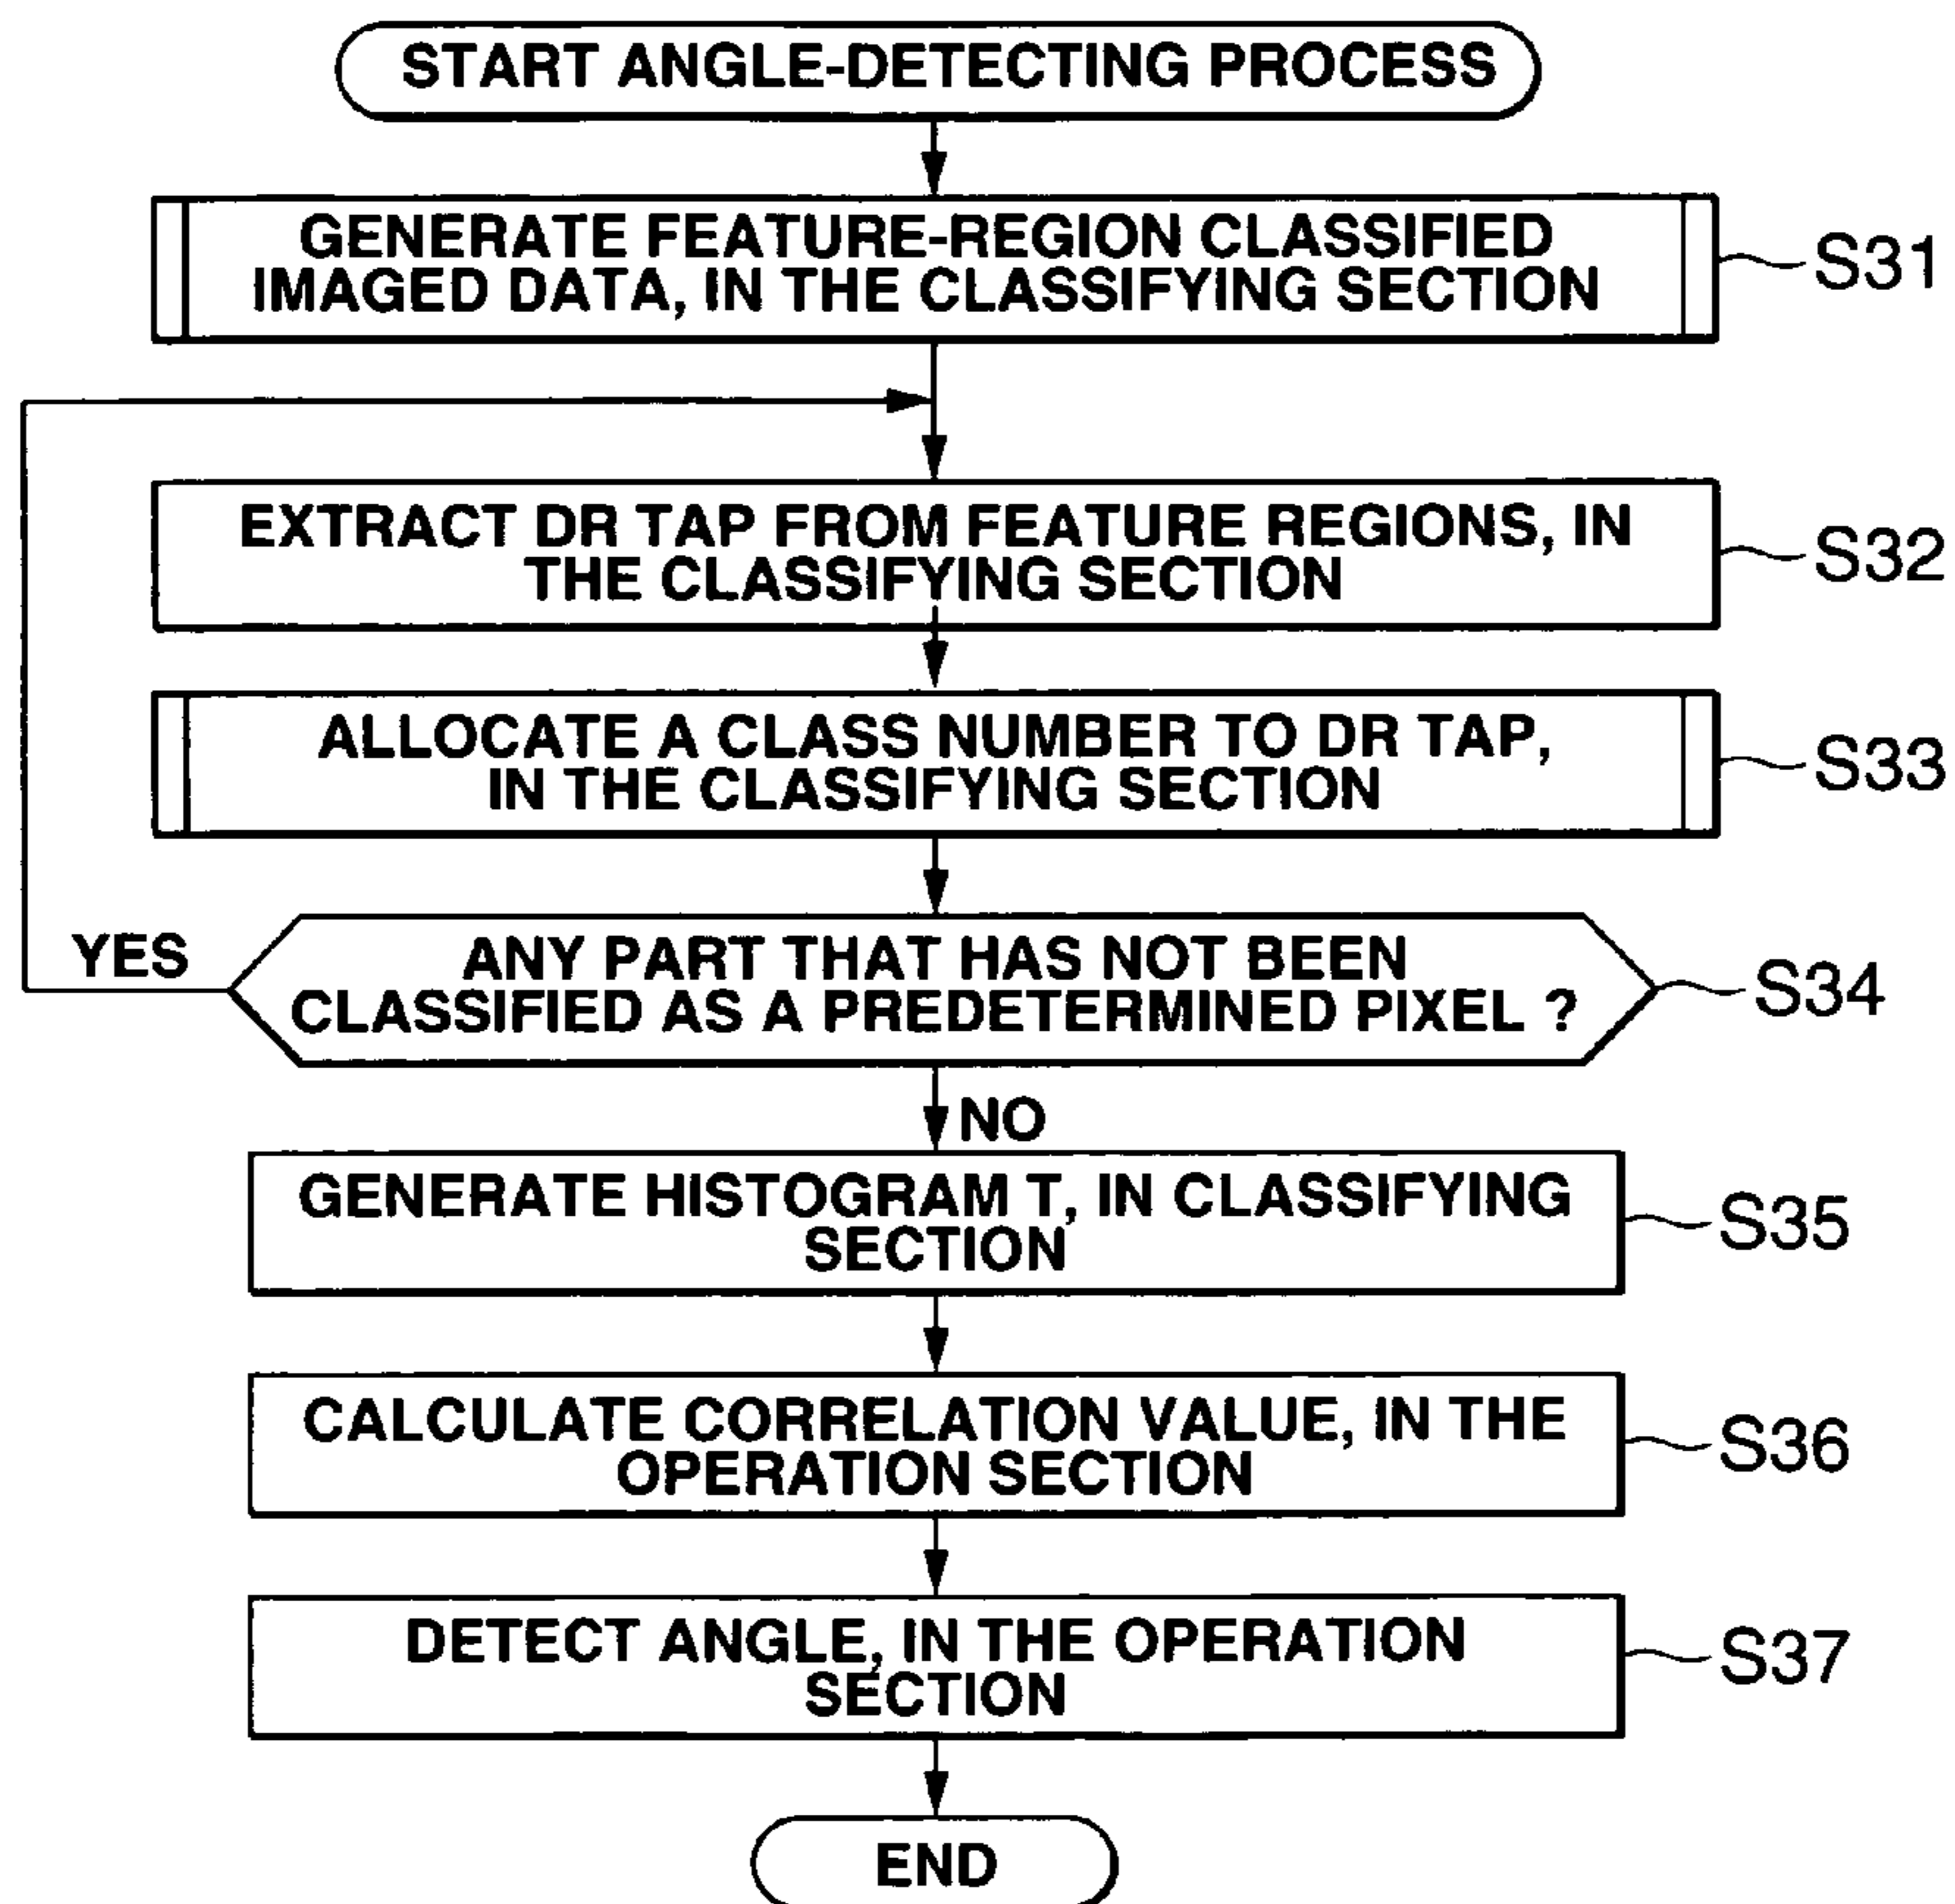 START ANGLE-DETECTING PROCESS
GENERATE FEATURE-REGION CLASSIFIED
IMAGED DATA, IN THE CLASSIFYING SECTION
S31
EXTRACT DR TAP FROM FEATURE REGIONS, IN
THE CLASSIFYING SECTION
S32
ALLOCATE A CLASS NUMBER TO DR TAP,
IN THE CLASSIFYING SECTION
S33
YES
ANY PART THAT HAS NOT BEEN
CLASSIFIED AS A PREDETERMINED PIXEL ?
S34
NO
GENERATE HISTOGRAM T, IN CLASSIFYING
SECTION
S35
CALCULATE CORRELATION VALUE, IN THE
OPERATION SECTION
S36
DETECT ANGLE, IN THE OPERATION
SECTION
S37
END